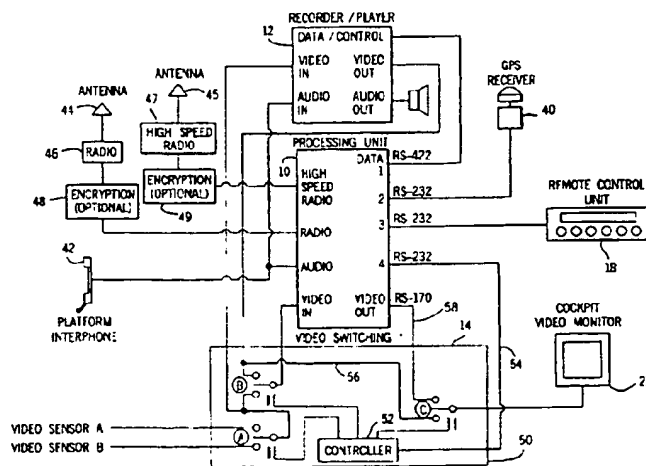 RECORDER / PLAYER
12
DATA / CONTROL
VIDEO IN
VIDEO OUT
AUDIO IN
AUDIO OUT
ANTENNA
44
ANTENNA
45
47
HIGH SPEED RADIO
46
RADIO
48
ENCRYPTION (OPTIONAL)
ENCRYPTION (OPTIONAL)
49
GPS RECEIVER
40
PROCESSING UNIT
10
DATA
1
RS-422
HIGH SPEED RADIO
2
RS-232
RADIO
3
RS 232
REMOTE CONTROL UNIT
18
AUDIO
4
RS-232
42
PLATFORM INTERPHONE
VIDEO IN
VIDEO OUT
RS-170
58
VIDEO SWITCHING
14
54
COCKPIT VIDEO MONITOR
2
56
B
C
A
52
CONTROLLER
50
VIDEO SENSOR A
VIDEO SENSOR B